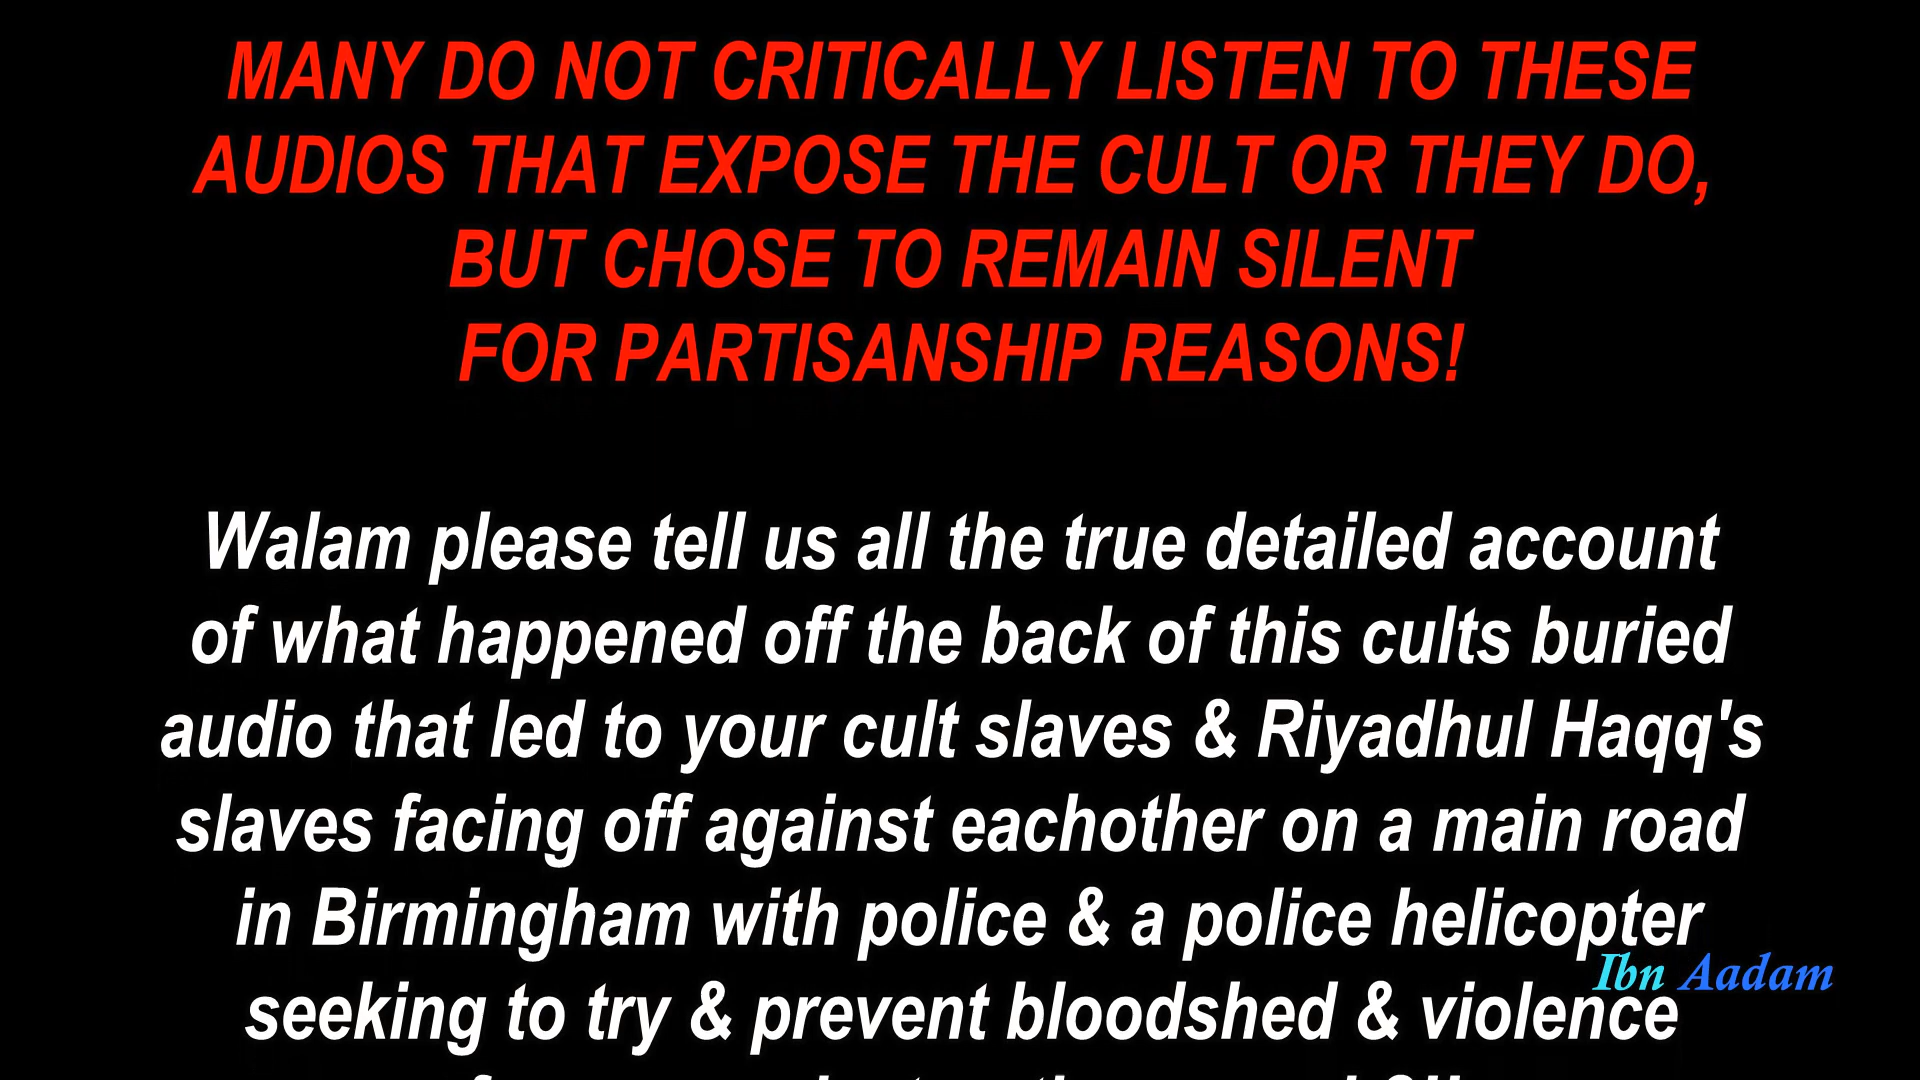 MANY DO NOT CRITICALLY LISTEN TO THESE
AUDIOS THAT EXPOSE THE CULT OR THEY DO,
BUT CHOSE TO REMAIN SILENT
FOR PARTISANSHIP REASONS!
Walam please tell us all the true detailed account
of what happened off the back of this cults buried
audio that led to your cult slaves & Riyadhul Haqq's
slaves facing off against eachother on a main road
in Birmingham with police & a police helicopter
Ibn Aadam
seeking to try & prevent bloodshed & violence